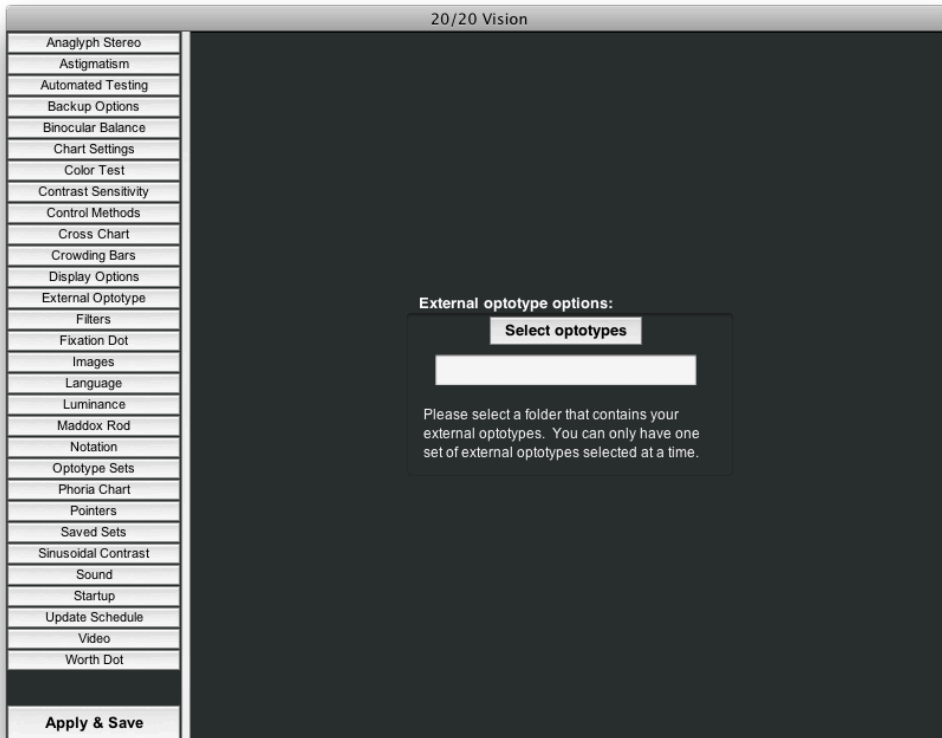 20/20 Vision
Anaglyph Stereo
Astigmatism
Automated Testing
Backup Options
Binocular Balance
Chart Settings
Color Test
Contrast Sensitivity
Control Methods
Cross Chart
Crowding Bars
Display Options
External Optotype
Filters
Fixation Dot
Images
Language
Luminance
Maddox Rod
Notation
Optotype Sets
Phoria Chart
Pointers
Saved Sets
Sinusoidal Contrast
Sound
Startup
Update Schedule
Video
Worth Dot
Apply & Save
External optotype options:
Select optotypes
Please select a folder that contains your
external optotypes.  You can only have one
set of external optotypes selected at a time.